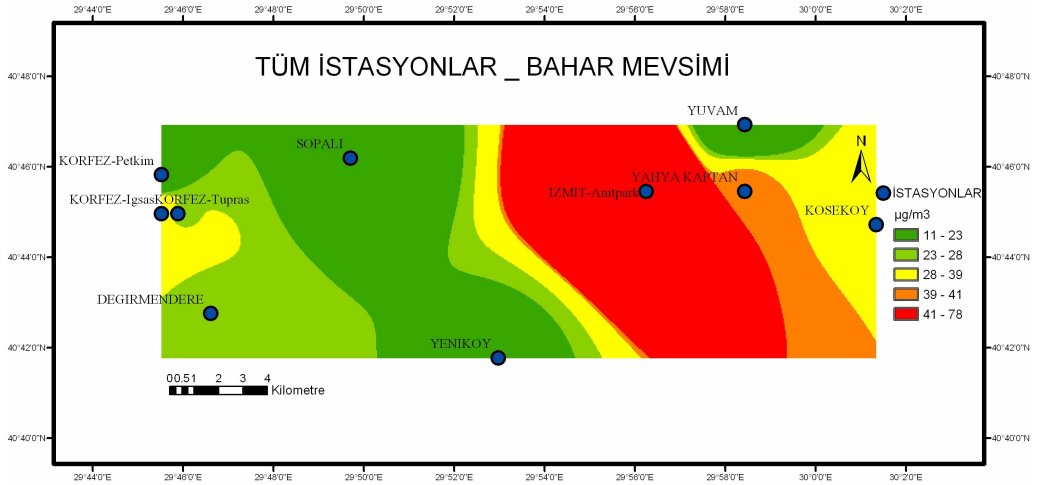 29°44'0"E 29°46'0"E 29°48'0"E 29°50'0"E 29°52'0"E 29°54'0"E 29°56'0"E 29°58'0"E 30°0'0"E 30°2'0"E
TÜM İSTASYONLAR _ BAHAR MEVSİMİ
40°48'0"N 40°48'0"N
YUVAM
SOPALI
N
KORFEZ-Petkim
40°46'0"N 40°46'0"N
YAHYA KAPTAN
IZMIT-Anitpark
İSTASYONLAR
KORFEZ-IgsasKORFEZ-Tupras
KOSEKOY
µg/m3
11 - 23
23 - 28
40°44'0"N 40°44'0"N
28 - 39
39 - 41
DEGIRMENDERE
41 - 78
YENIKOY
40°42'0"N 40°42'0"N
0 0.5 1 2 3 4
Kilometre
40°40'0"N 40°40'0"N
29°44'0"E 29°46'0"E 29°48'0"E 29°50'0"E 29°52'0"E 29°54'0"E 29°56'0"E 29°58'0"E 30°0'0"E 30°2'0"E